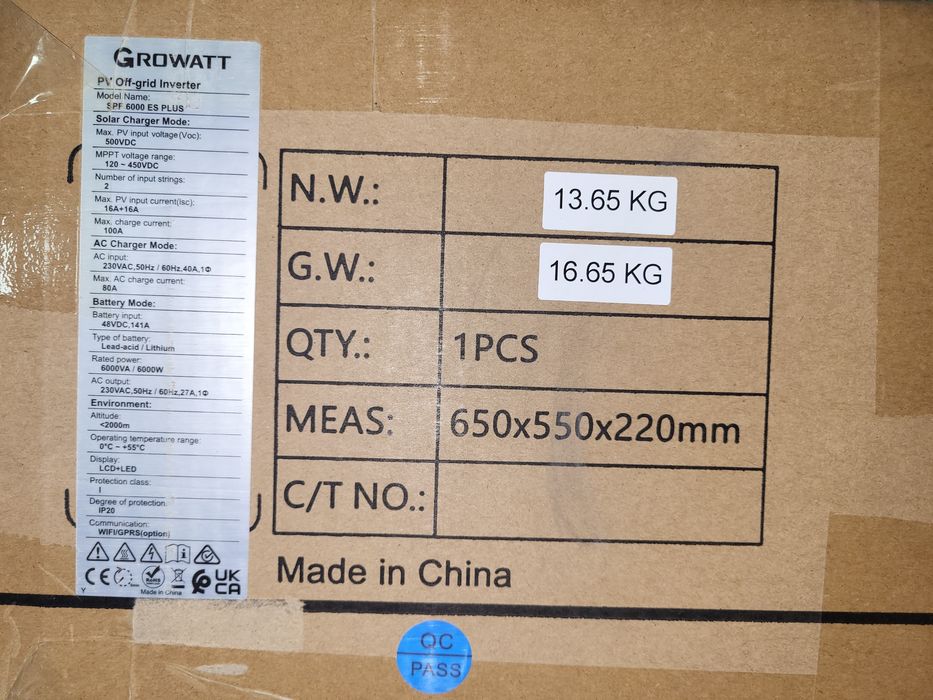 GROWATT
PV Off-grid Inverter
Model Name:
SPF 6000 ES PLUS
Solar Charger Mode:
Max. PV input voltage(Voc):
500VDC
MPPT voltage range:
120 ~ 450VDC
Number of input strings:
2
Max. PV input current(Isc):
16A+16A
Max. charge current:
100A
AC Charger Mode:
AC input:
230VAC,50Hz / 60Hz,40A,1Φ
Max. AC charge current:
80A
Battery Mode:
Battery input:
48VDC,141A
Type of battery:
Lead-acid / Lithium
Rated power:
6000VA / 6000W
AC output:
230VAC,50Hz / 60Hz,27A,1Φ
Environment:
Altitude:
<2000m
Operating temperature range:
0°C ~ +55°C
Display:
LCD+LED
Protection class:
I
Degree of protection:
IP20
Communication:
WIFI/GPRS(option)
CE RoHS UK
CA
Y Made in China
N.W.: 13.65 KG
G.W.: 16.65 KG
QTY.: 1PCS
MEAS: 650x550x220mm
C/T NO.:
Made in China
QC
PASS